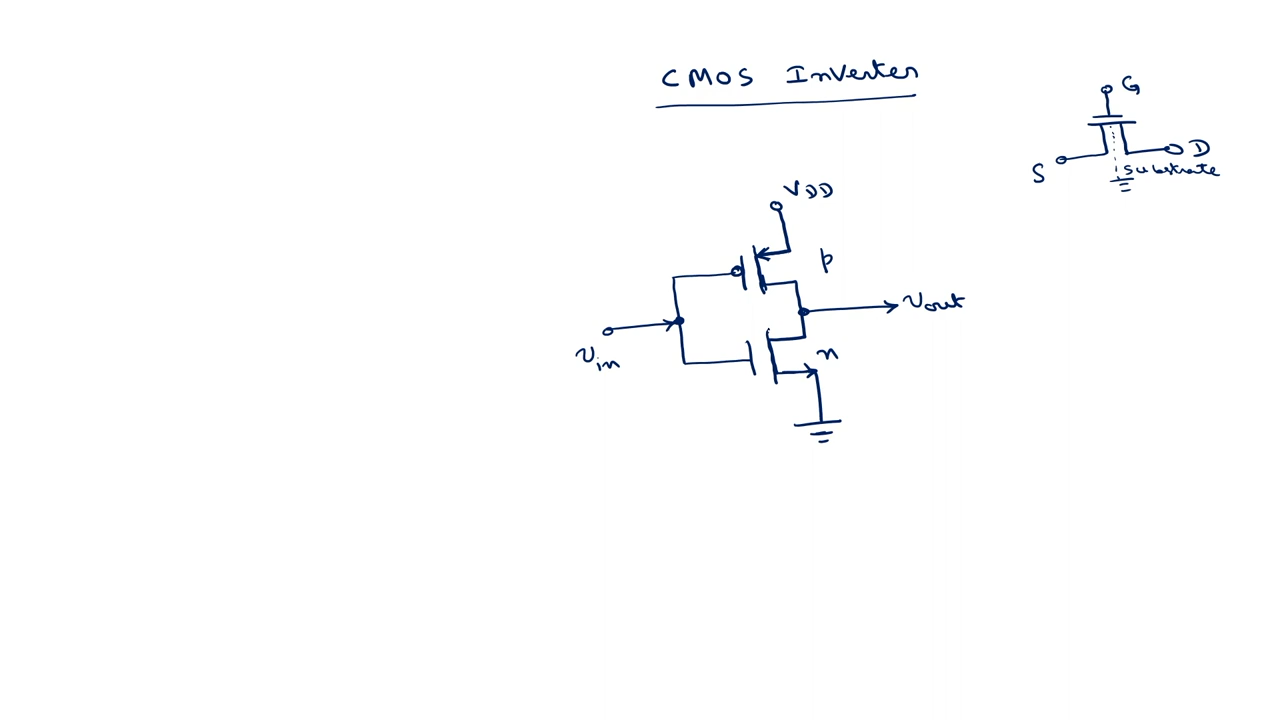 CMOS Inverter
G
S
D
substrate
VDD
p
Vout
n
Vin